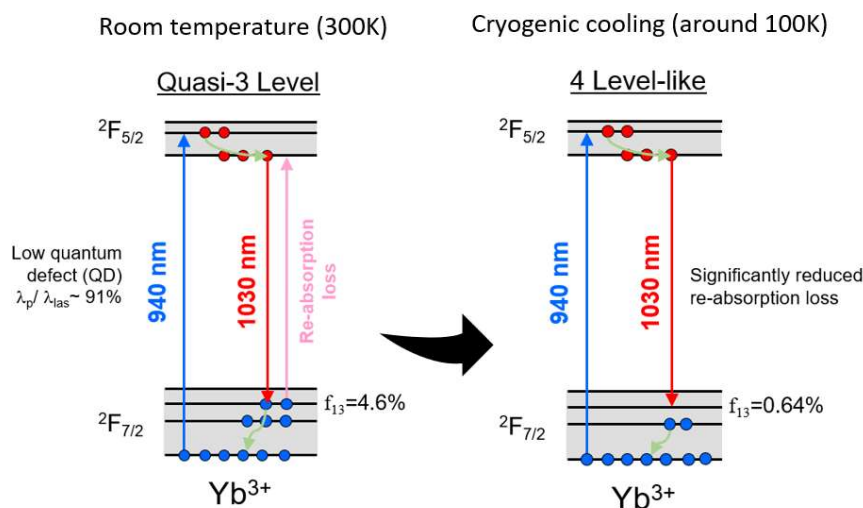 Room temperature (300K)
Quasi-3 Level
²F₅/₂
Low quantum
defect (QD)
λₚ/ λₗₐₛ~ 91%
940 nm
1030 nm
Re-absorption
loss
f₁₃=4.6%
²F₇/₂
Yb³⁺
Cryogenic cooling (around 100K)
4 Level-like
²F₅/₂
940 nm
1030 nm
Significantly reduced
re-absorption loss
f₁₃=0.64%
²F₇/₂
Yb³⁺